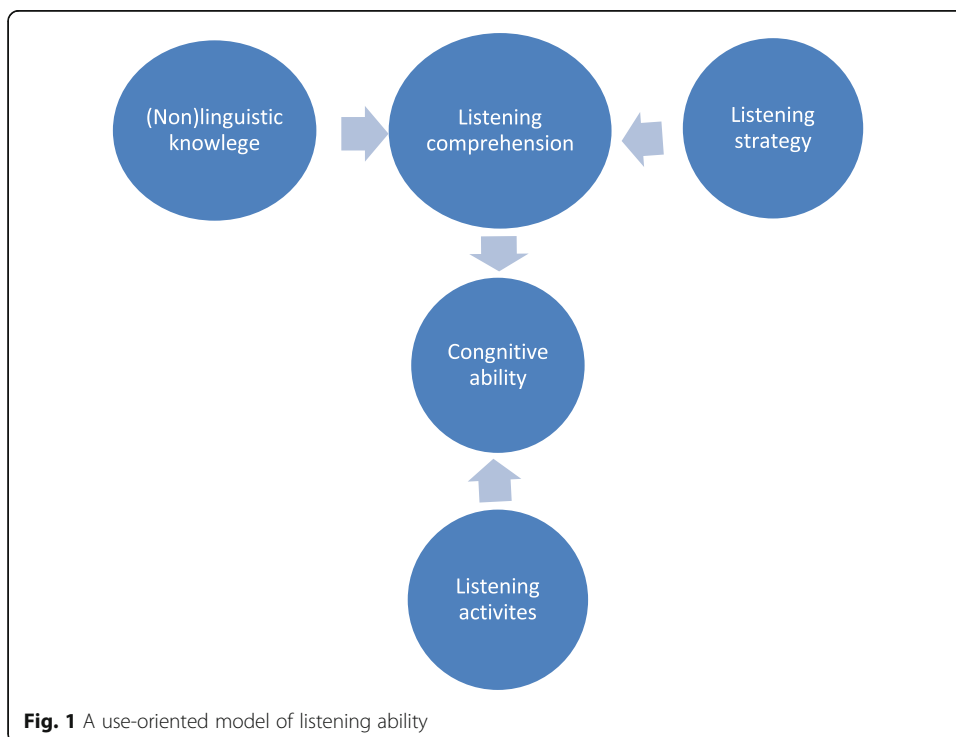 (Non)linguistic
knowlege
Listening
comprehension
Listening
strategy
Congnitive
ability
Listening
activites
Fig. 1 A use-oriented model of listening ability